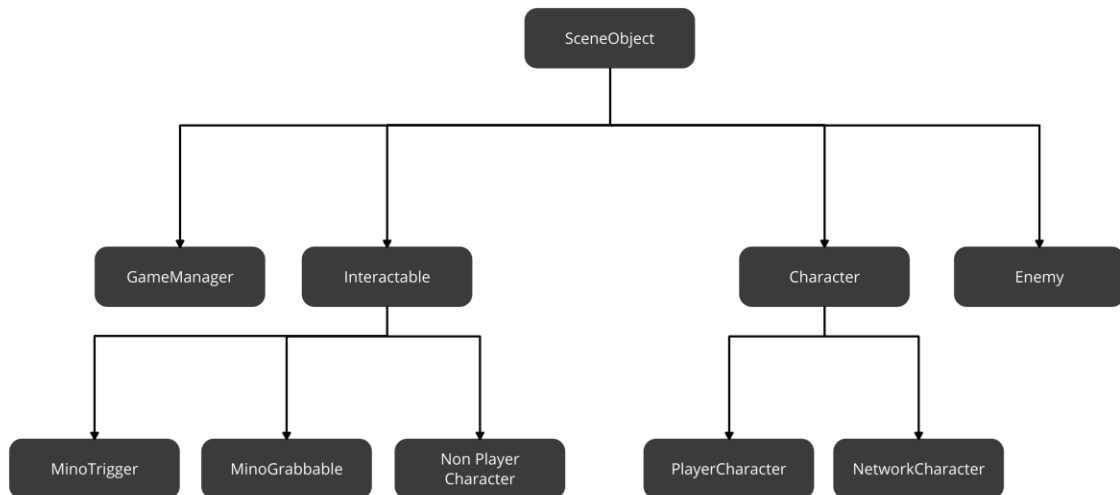 SceneObject
GameManager
Interactable
Character
Enemy
MinoTrigger
MinoGrabbable
Non Player
Character
PlayerCharacter
NetworkCharacter